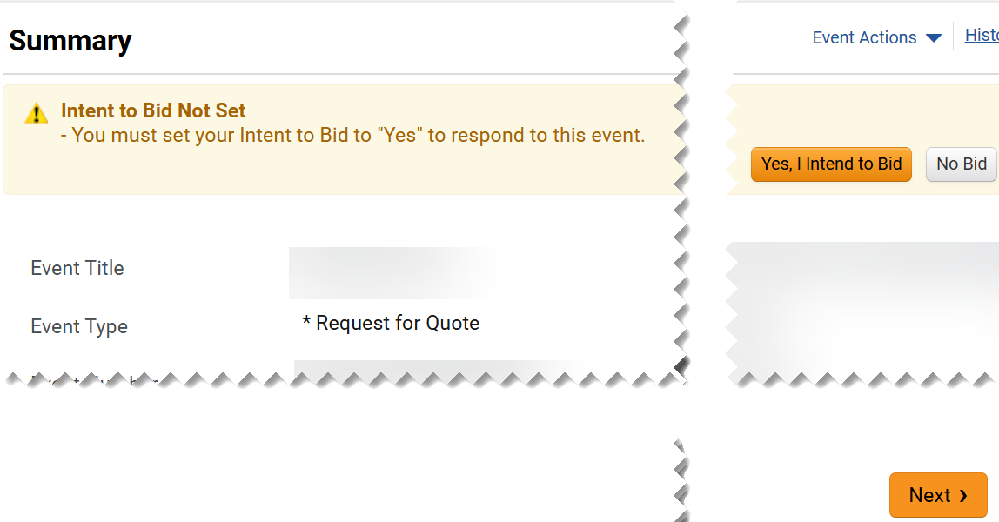 Summary
Event Actions
Intent to Bid Not Set
- You must set your Intent to Bid to "Yes" to respond to this event.
Yes, I Intend to Bid
No Bid
Event Title
Event Type
* Request for Quote
Next ›